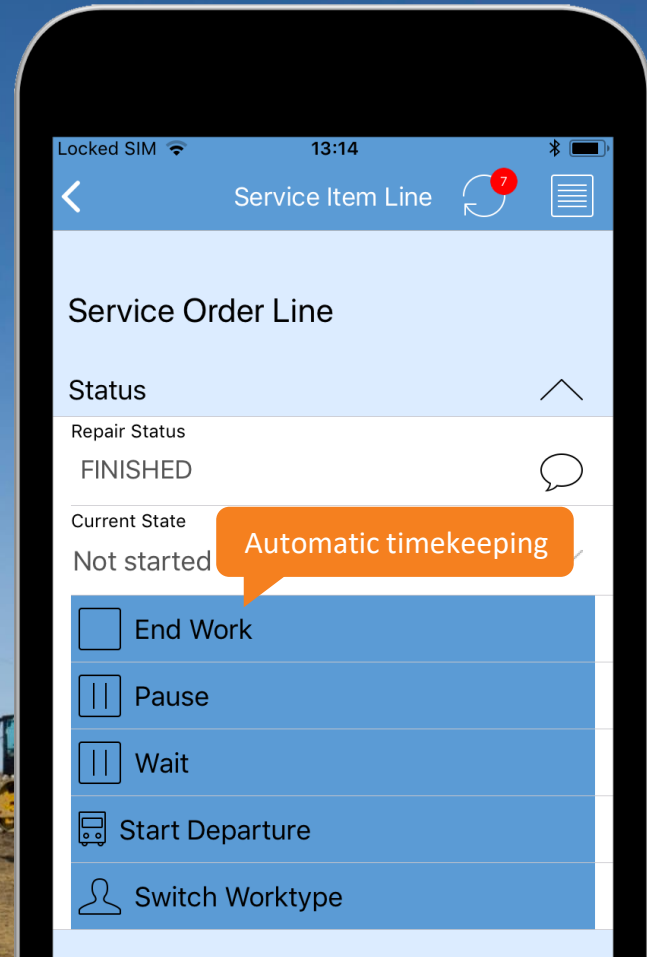 Locked SIM 13:14
Service Item Line 7
Service Order Line
Status
Repair Status
FINISHED
Current State
Automatic timekeeping
Not started
End Work
Pause
Wait
Start Departure
Switch Worktype